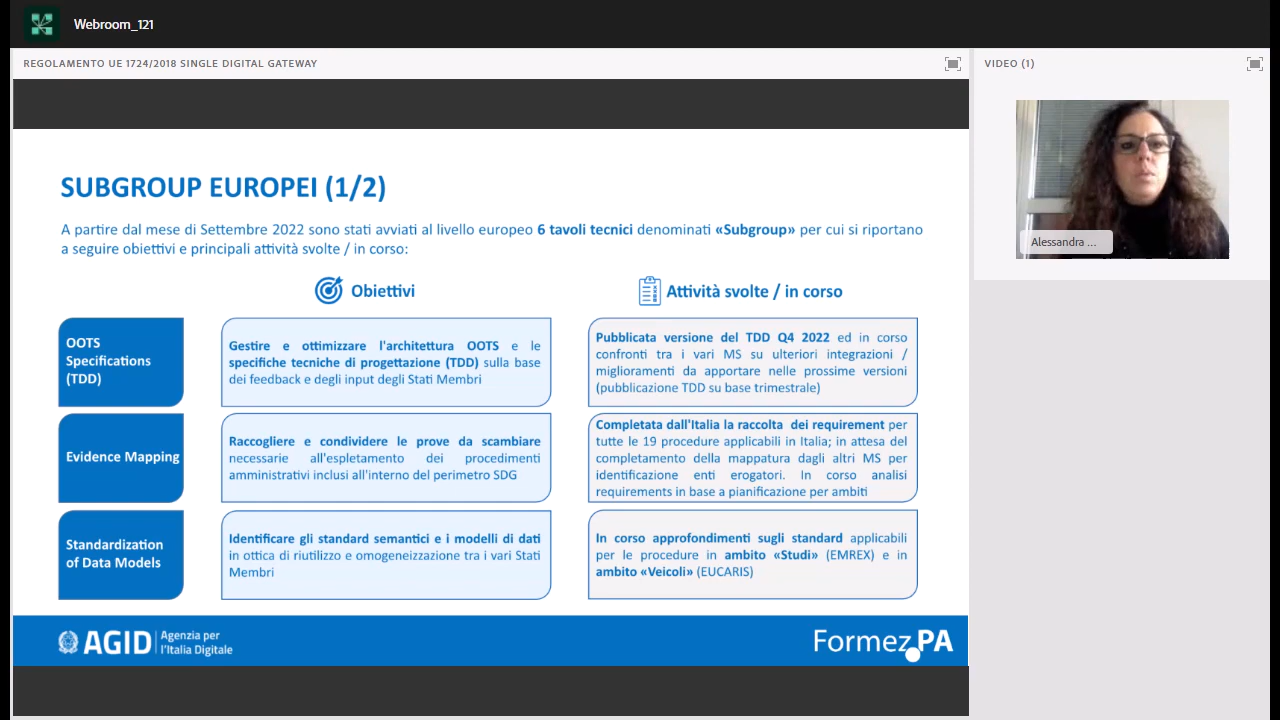 Webroom_121
REGOLAMENTO UE 1724/2018 SINGLE DIGITAL GATEWAY
VIDEO (1)
Alessandra ...
SUBGROUP EUROPEI (1/2)
A partire dal mese di Settembre 2022 sono stati avviati al livello europeo 6 tavoli tecnici denominati «Subgroup» per cui si riportano
a seguire obiettivi e principali attività svolte / in corso:
Obiettivi
Attività svolte / in corso
OOTS
Specifications
(TDD)
Gestire e ottimizzare l'architettura OOTS e le
specifiche tecniche di progettazione (TDD) sulla base
dei feedback e degli input degli Stati Membri
Pubblicata versione del TDD Q4 2022 ed in corso
confronti tra i vari MS su ulteriori integrazioni /
miglioramenti da apportare nelle prossime versioni
(pubblicazione TDD su base trimestrale)
Evidence Mapping
Raccogliere e condividere le prove da scambiare
necessarie all'espletamento dei procedimenti
amministrativi inclusi all'interno del perimetro SDG
Completata dall'Italia la raccolta dei requirement per
tutte le 19 procedure applicabili in Italia; in attesa del
completamento della mappatura dagli altri MS per
identificazione enti erogatori. In corso analisi
requirements in base a pianificazione per ambiti
Standardization
of Data Models
Identificare gli standard semantici e i modelli di dati
in ottica di riutilizzo e omogeneizzazione tra i vari Stati
Membri
In corso approfondimenti sugli standard applicabili
per le procedure in ambito «Studi» (EMREX) e in
ambito «Veicoli» (EUCARIS)
AGID
Agenzia per
l'Italia Digitale
Formez PA